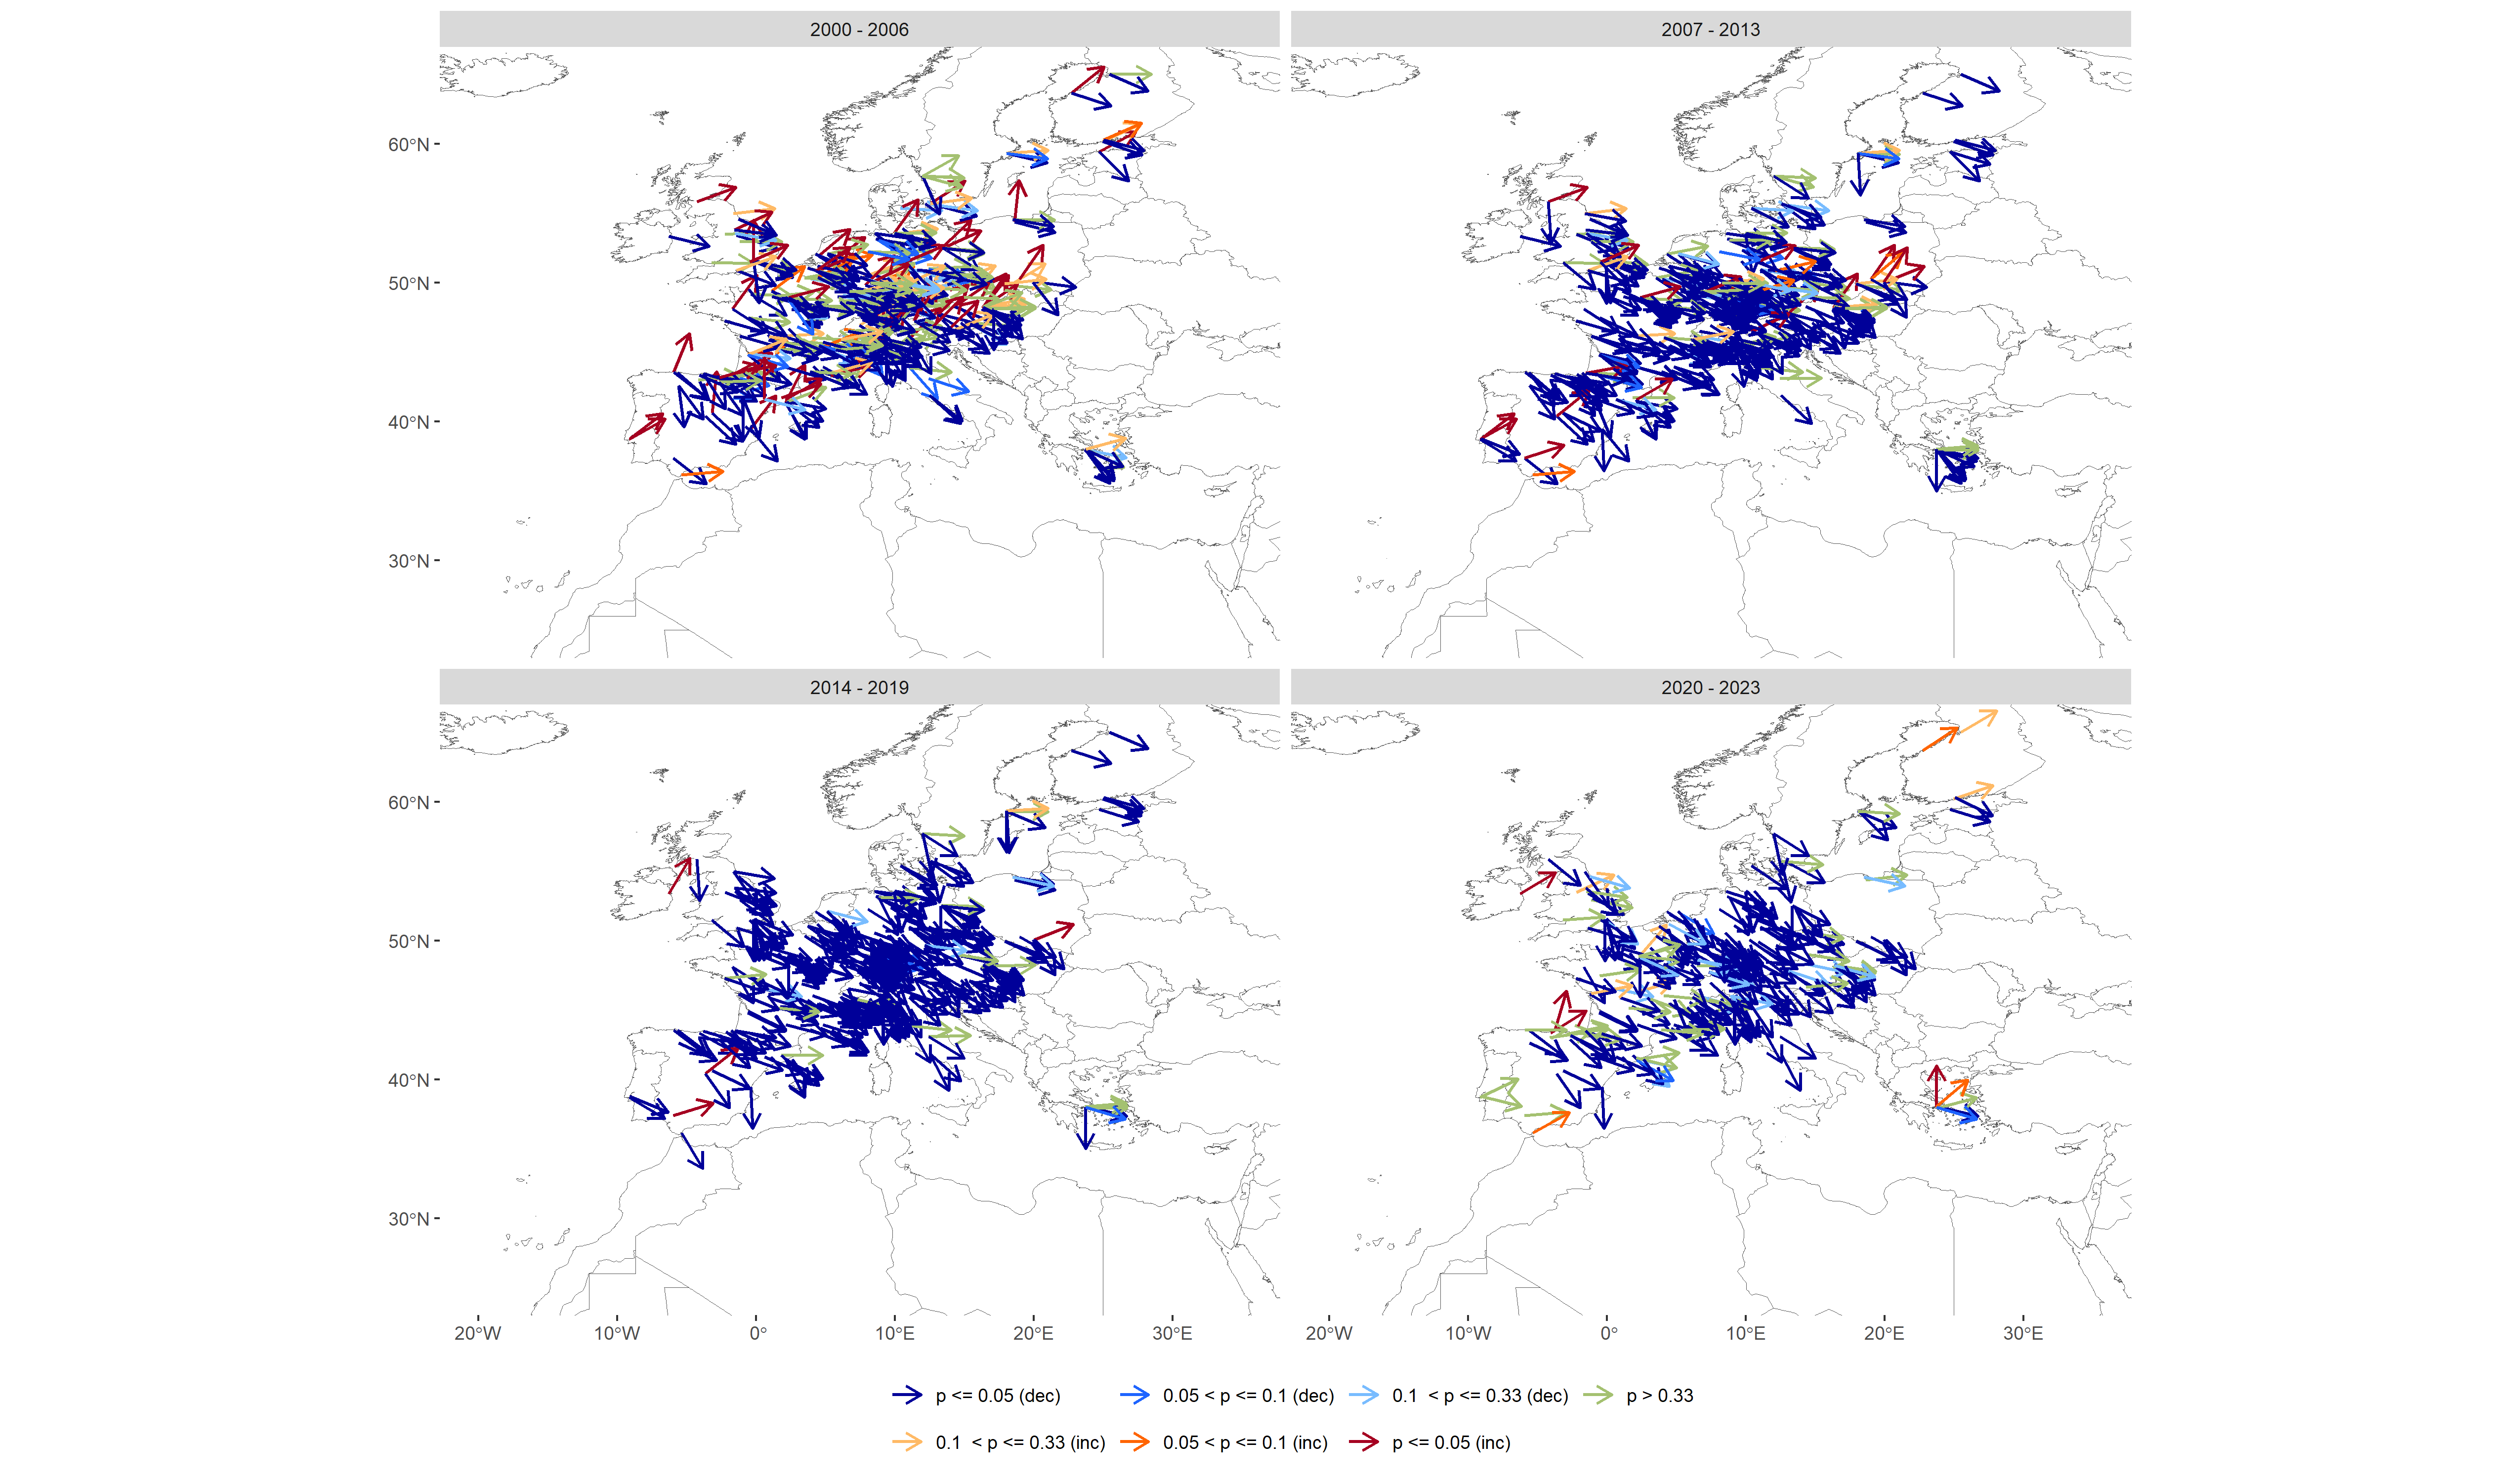 2000 - 2006
2007 - 2013
60°N
50°N
40°N
30°N
2014 - 2019
2020 - 2023
60°N
50°N
40°N
30°N
20°W 10°W 0° 10°E 20°E 30°E 20°W 10°W 0° 10°E 20°E 30°E
p <= 0.05 (dec) 0.05 < p <= 0.1 (dec) 0.1 < p <= 0.33 (dec) p > 0.33
0.1 < p <= 0.33 (inc) 0.05 < p <= 0.1 (inc) p <= 0.05 (inc)